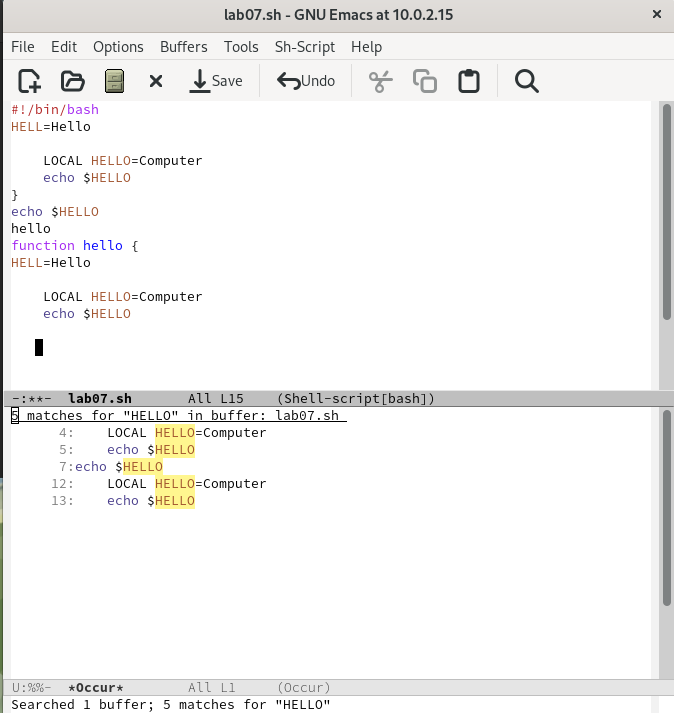 lab07.sh - GNU Emacs at 10.0.2.15 ×
File Edit Options Buffers Tools Sh-Script Help
Save Undo
#!/bin/bash
HELL=Hello
    LOCAL HELLO=Computer
    echo $HELLO
}
echo $HELLO
hello
function hello {
HELL=Hello
    LOCAL HELLO=Computer
    echo $HELLO
-:**-  lab07.sh       All L15    (Shell-script[bash])
5 matches for "HELLO" in buffer: lab07.sh
      4:    LOCAL HELLO=Computer
      5:    echo $HELLO
      7:echo $HELLO
     12:    LOCAL HELLO=Computer
     13:    echo $HELLO
U:%%-  *Occur*        All L1     (Occur)
Searched 1 buffer; 5 matches for "HELLO"